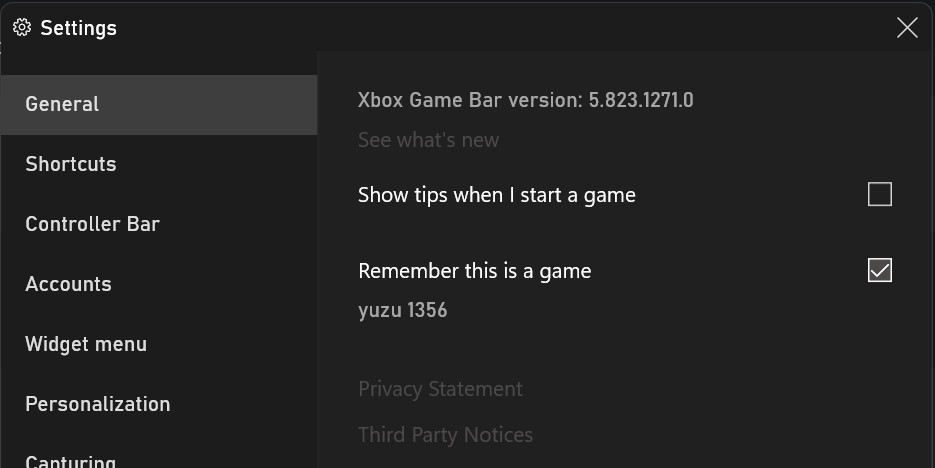 Settings
General
Shortcuts
Controller Bar
Accounts
Widget menu
Personalization
Capturing
Xbox Game Bar version: 5.823.1271.0
See what's new
Show tips when I start a game
Remember this is a game
yuzu 1356
Privacy Statement
Third Party Notices